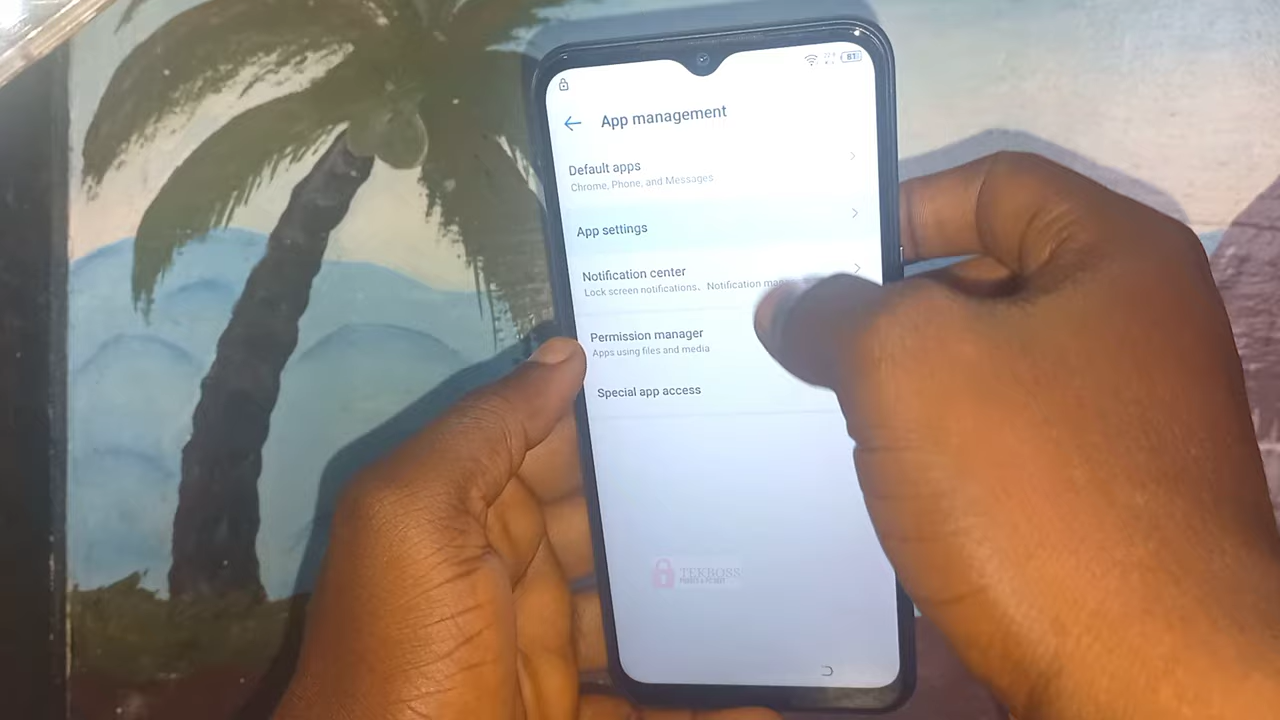 81
App management
Default apps
Chrome, Phone, and Messages
App settings
Notification center
Lock screen notifications, Notification
Permission manager
Apps using files and media
Special app access
TEKBOSS